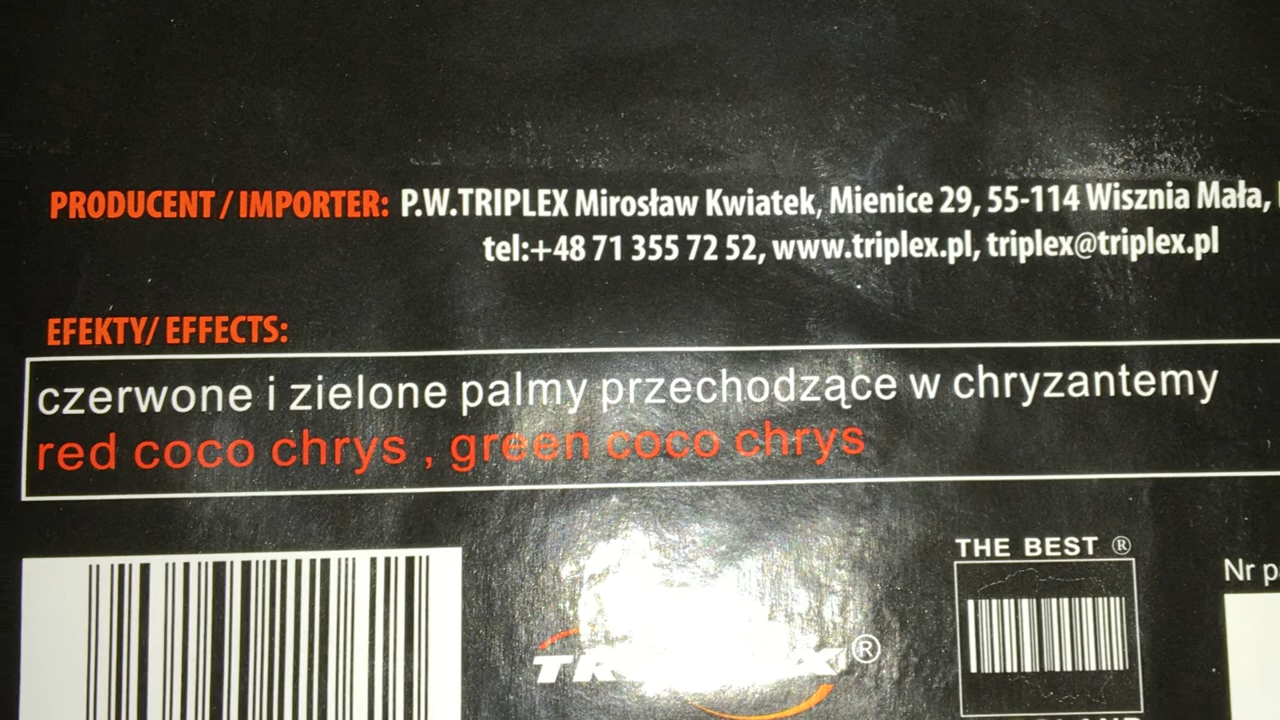 PRODUCENT / IMPORTER: P.W.TRIPLEX Mirosław Kwiatek, Mienice 29, 55-114 Wisznia Mała,
tel:+48 71 355 72 52, www.triplex.pl, triplex@triplex.pl
EFEKTY/ EFFECTS:
czerwone i zielone palmy przechodzące w chryzantemy
red coco chrys , green coco chrys
THE BEST ®
Nr
TRIPLEX ®